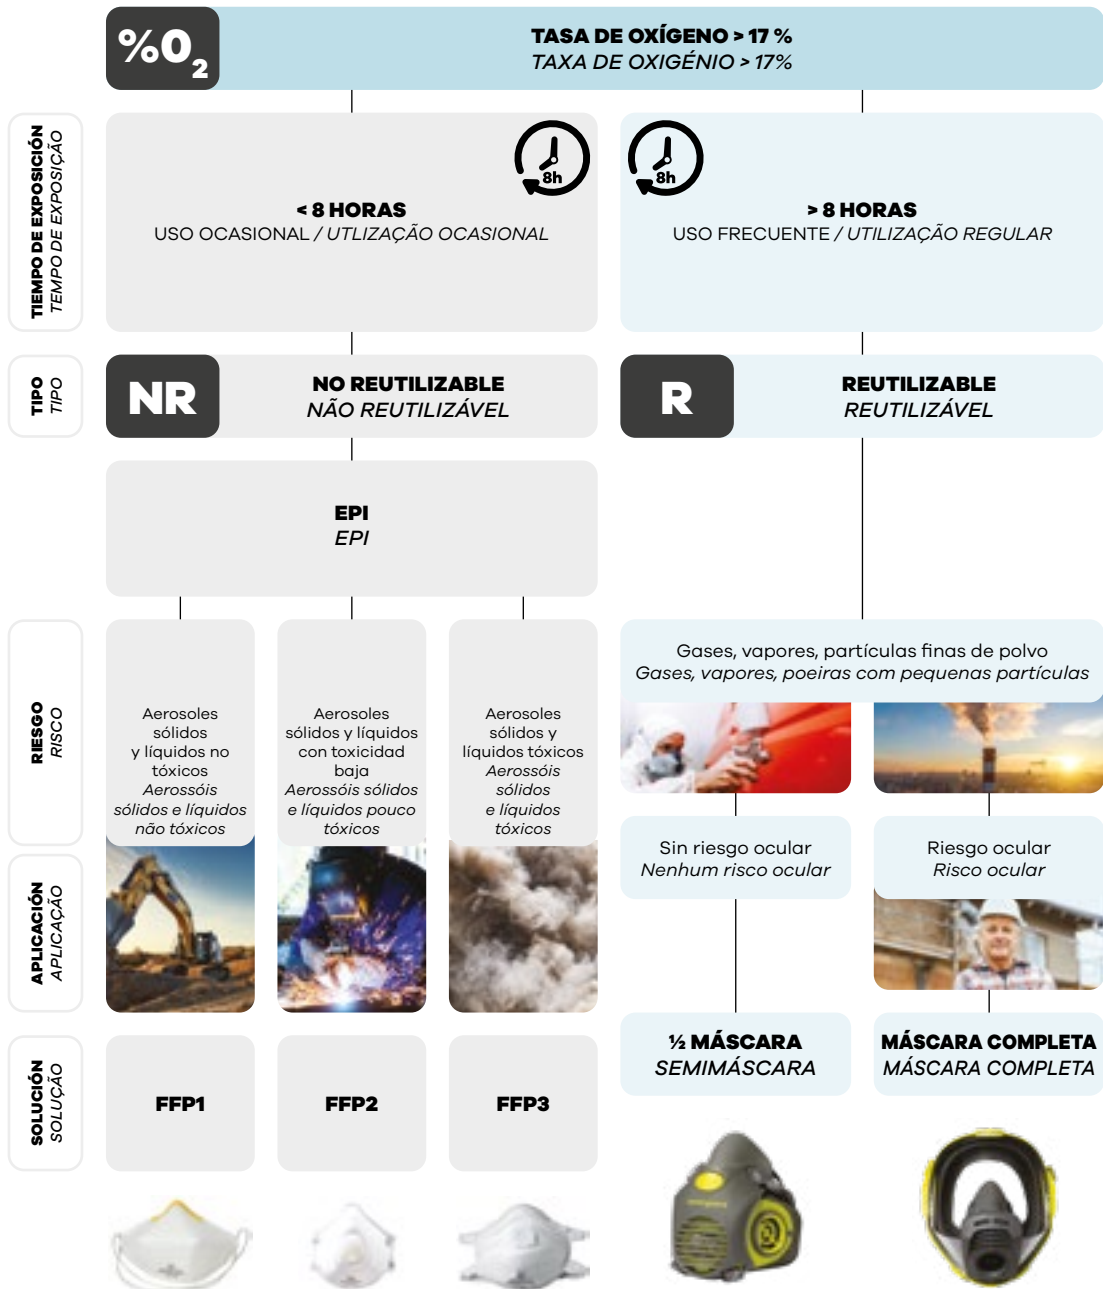 %O2
TASA DE OXÍGENO > 17 %
TAXA DE OXIGÉNIO > 17%
TIEMPO DE EXPOSICIÓN
TEMPO DE EXPOSIÇÃO
8h
< 8 HORAS
USO OCASIONAL / UTLIZAÇÃO OCASIONAL
8h
> 8 HORAS
USO FRECUENTE / UTILIZAÇÃO REGULAR
TIPO
TIPO
NR
NO REUTILIZABLE
NÃO REUTILIZÁVEL
R
REUTILIZABLE
REUTILIZÁVEL
EPI
EPI
RIESGO
RISCO
Aerosoles
sólidos
y líquidos no
tóxicos
Aerossóis
sólidos e líquidos
não tóxicos
Aerosoles
sólidos y líquidos
con toxicidad
baja
Aerossóis sólidos
e líquidos pouco
tóxicos
Aerosoles
sólidos y
líquidos tóxicos
Aerossóis
sólidos
e líquidos
tóxicos
Gases, vapores, partículas finas de polvo
Gases, vapores, poeiras com pequenas partículas
APLICACIÓN
APLICAÇÃO
Sin riesgo ocular
Nenhum risco ocular
Riesgo ocular
Risco ocular
SOLUCIÓN
SOLUÇÃO
FFP1
FFP2
FFP3
½ MÁSCARA
SEMIMÁSCARA
MÁSCARA COMPLETA
MÁSCARA COMPLETA